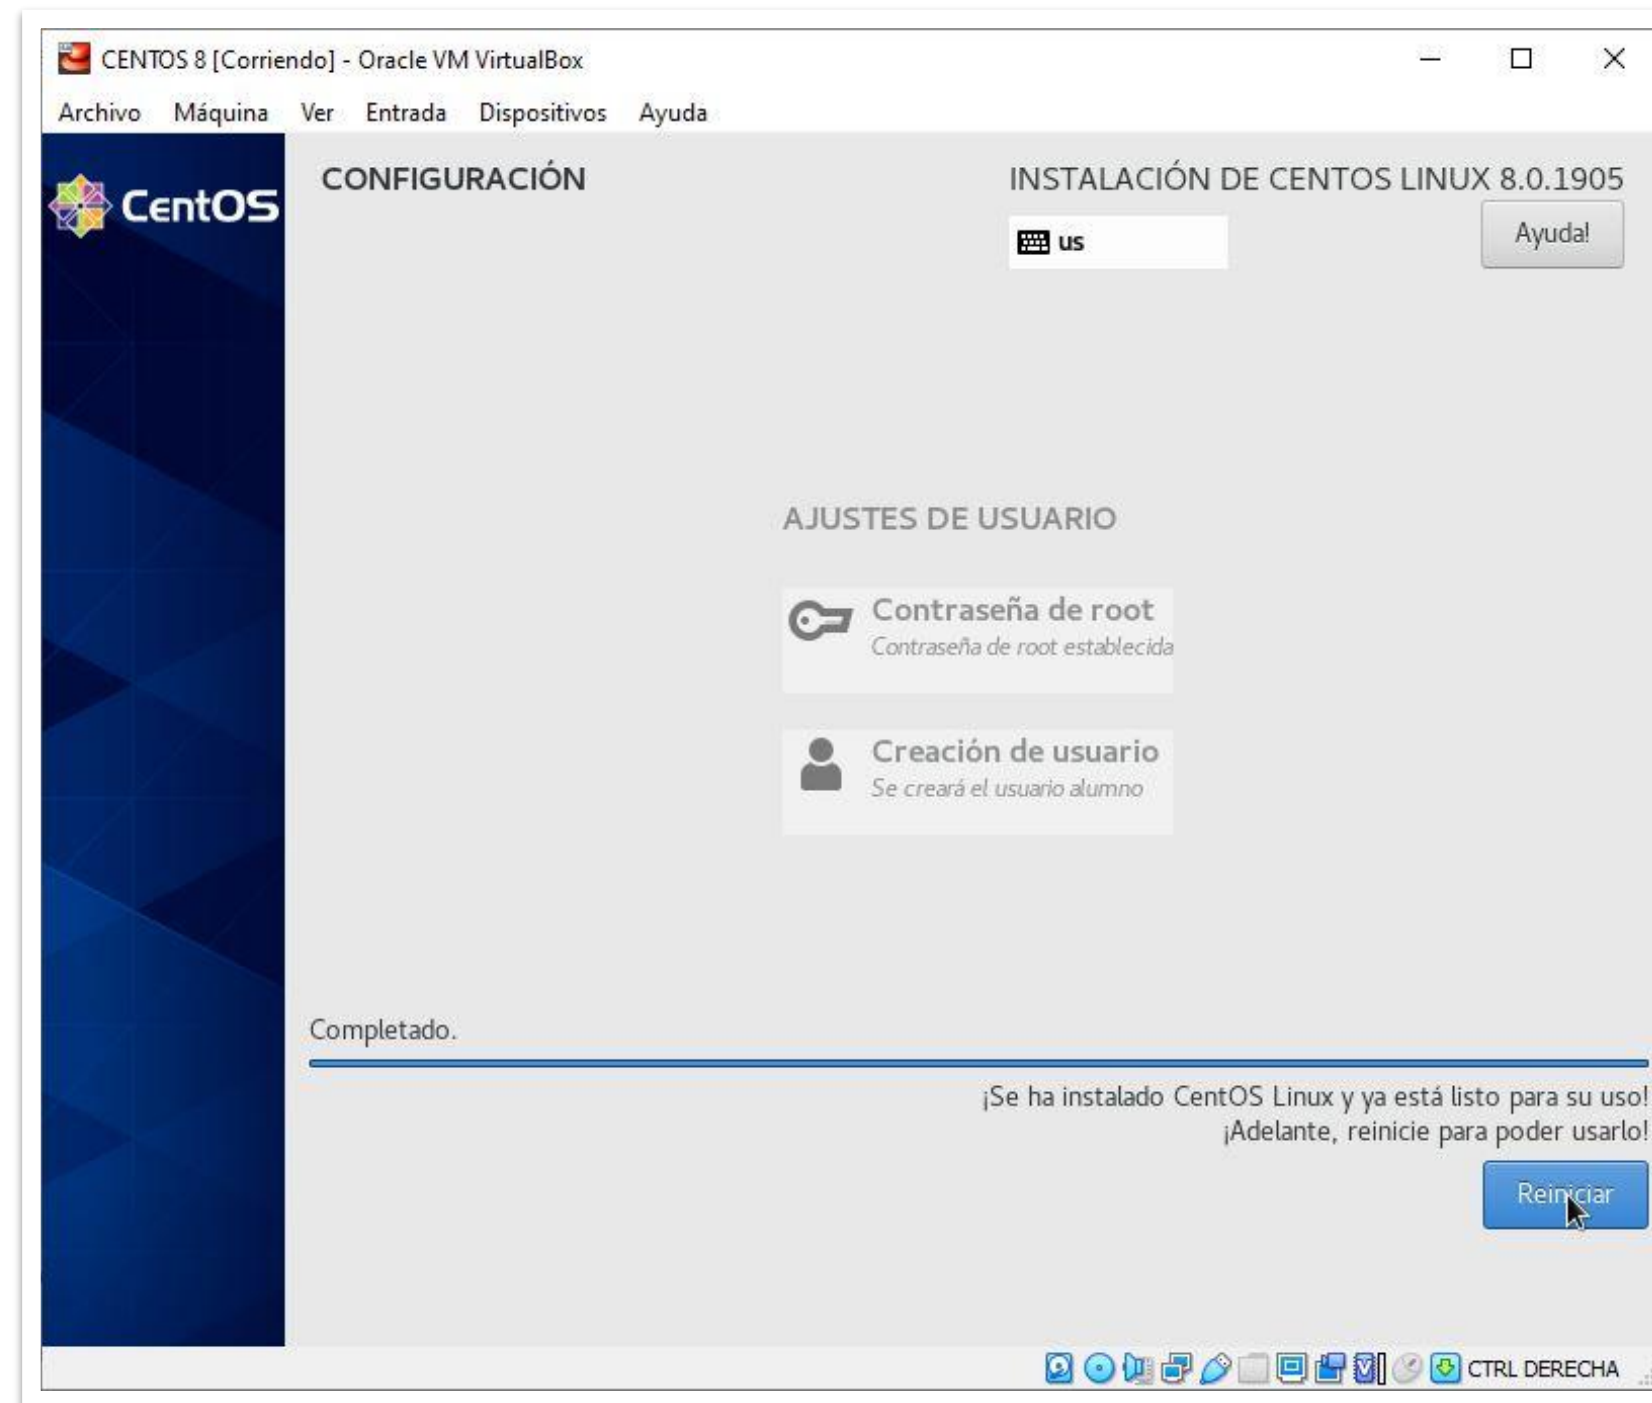 CENTOS 8 [Corriendo] - Oracle VM VirtualBox
Archivo Máquina Ver Entrada Dispositivos Ayuda
CentOS
CONFIGURACIÓN
INSTALACIÓN DE CENTOS LINUX 8.0.1905
us
Ayuda!
AJUSTES DE USUARIO
Contraseña de root
Contraseña de root establecida
Creación de usuario
Se creará el usuario alumno
Completado.
¡Se ha instalado CentOS Linux y ya está listo para su uso!
¡Adelante, reinicie para poder usarlo!
Reiniciar
CTRL DERECHA